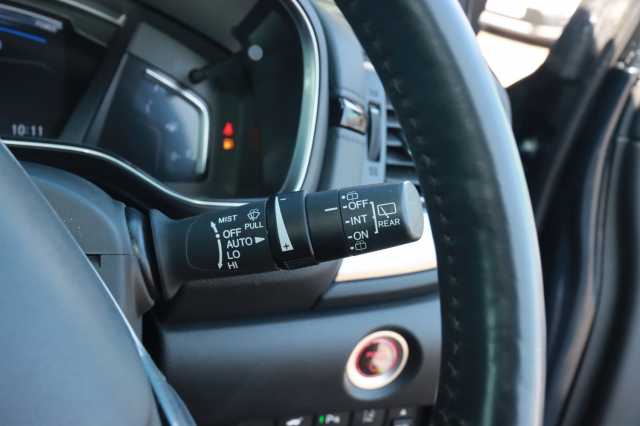 10:11
MIST
PULL
OFF
AUTO
LO
HI
OFF
INT
ON
REAR